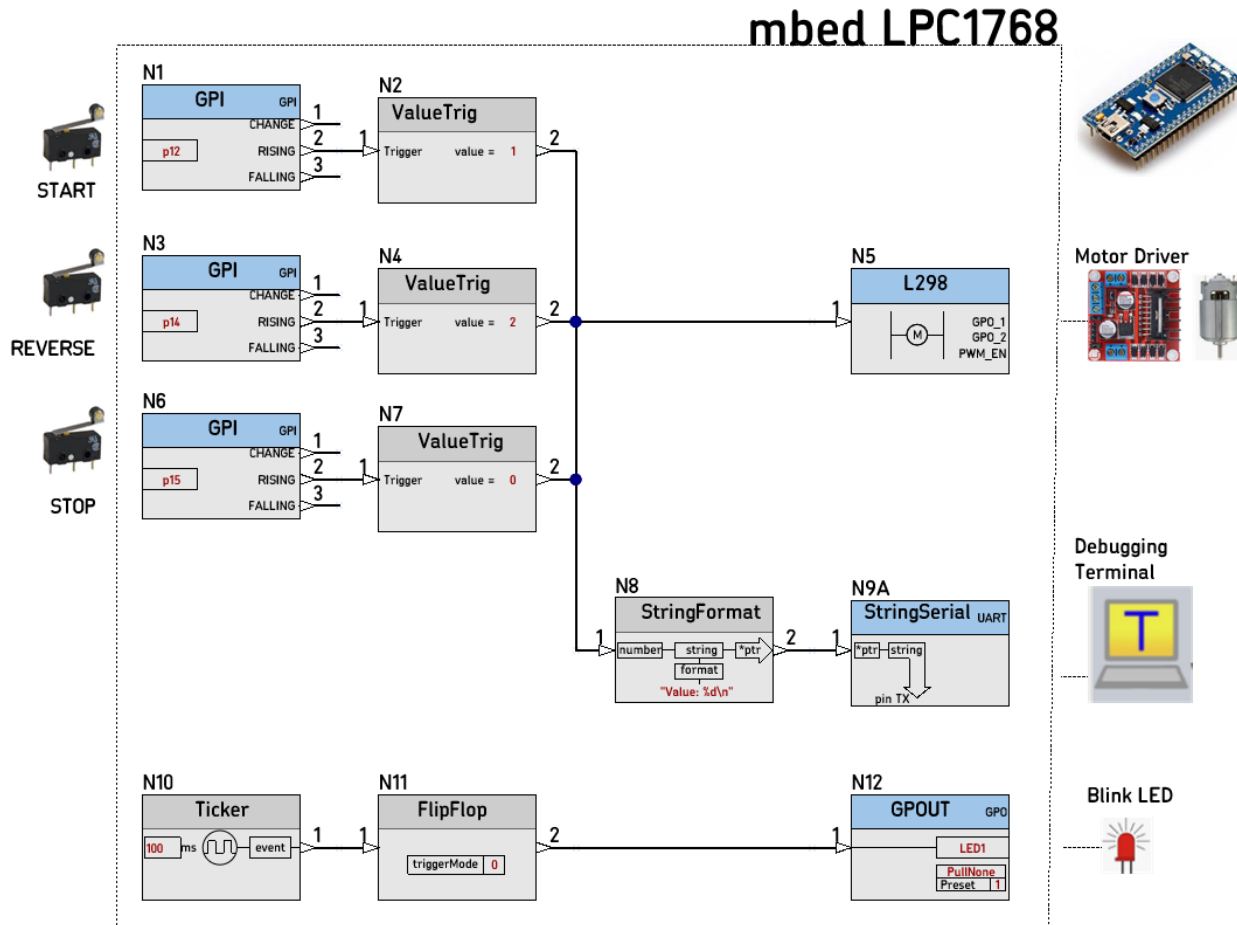 mbed LPC1768
N1
GPI GPI
CHANGE 1
p12 RISING 2
FALLING 3
START
N2
ValueTrig
1 Trigger value = 1 2
N3
GPI GPI
CHANGE 1
p14 RISING 2
FALLING 3
REVERSE
N4
ValueTrig
1 Trigger value = 2 2
N5
L298
1
M
GPO_1
GPO_2
PWM_EN
Motor Driver
N6
GPI GPI
CHANGE 1
p15 RISING 2
FALLING 3
STOP
N7
ValueTrig
1 Trigger value = 0 2
N8
StringFormat
1 number string *ptr 2
format
"Value: %d\n"
N9A
StringSerial UART
1 *ptr string
pin TX
Debugging
Terminal
T
N10
Ticker
100 ms event 1
N11
FlipFlop
1 2
triggerMode 0
N12
GPOUT GPO
1 LED1
PullNone
Preset 1
Blink LED